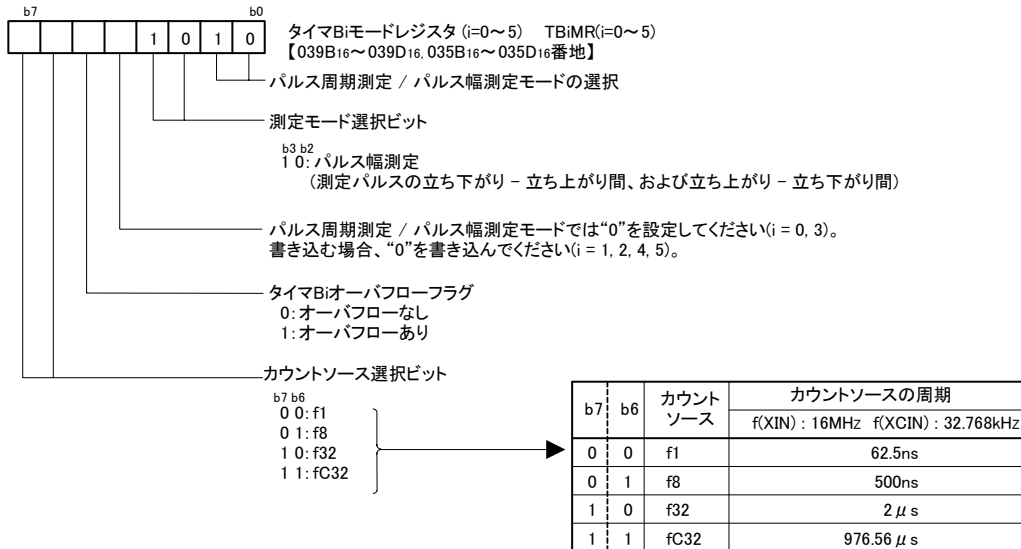 b7 b0
1 0 1 0
タイマBiモードレジスタ (i=0～5) TBiMR(i=0～5)
【039B16～039D16, 035B16～035D16番地】
パルス周期測定 / パルス幅測定モードの選択
測定モード選択ビット
b3 b2
1 0: パルス幅測定
(測定パルスの立ち下がり − 立ち上がり間、および立ち上がり − 立ち下がり間)
パルス周期測定 / パルス幅測定モードでは“0”を設定してください(i = 0, 3)。
書き込む場合、“0”を書き込んでください(i = 1, 2, 4, 5)。
タイマBiオーバフローフラグ
0: オーバフローなし
1: オーバフローあり
カウントソース選択ビット
b7 b6
0 0: f1
0 1: f8
1 0: f32
1 1: fC32
b7 b6 カウント
ソース カウントソースの周期
f(XIN) : 16MHz f(XCIN) : 32.768kHz
0 0 f1 62.5ns
0 1 f8 500ns
1 0 f32 2 μ s
1 1 fC32 976.56 μ s